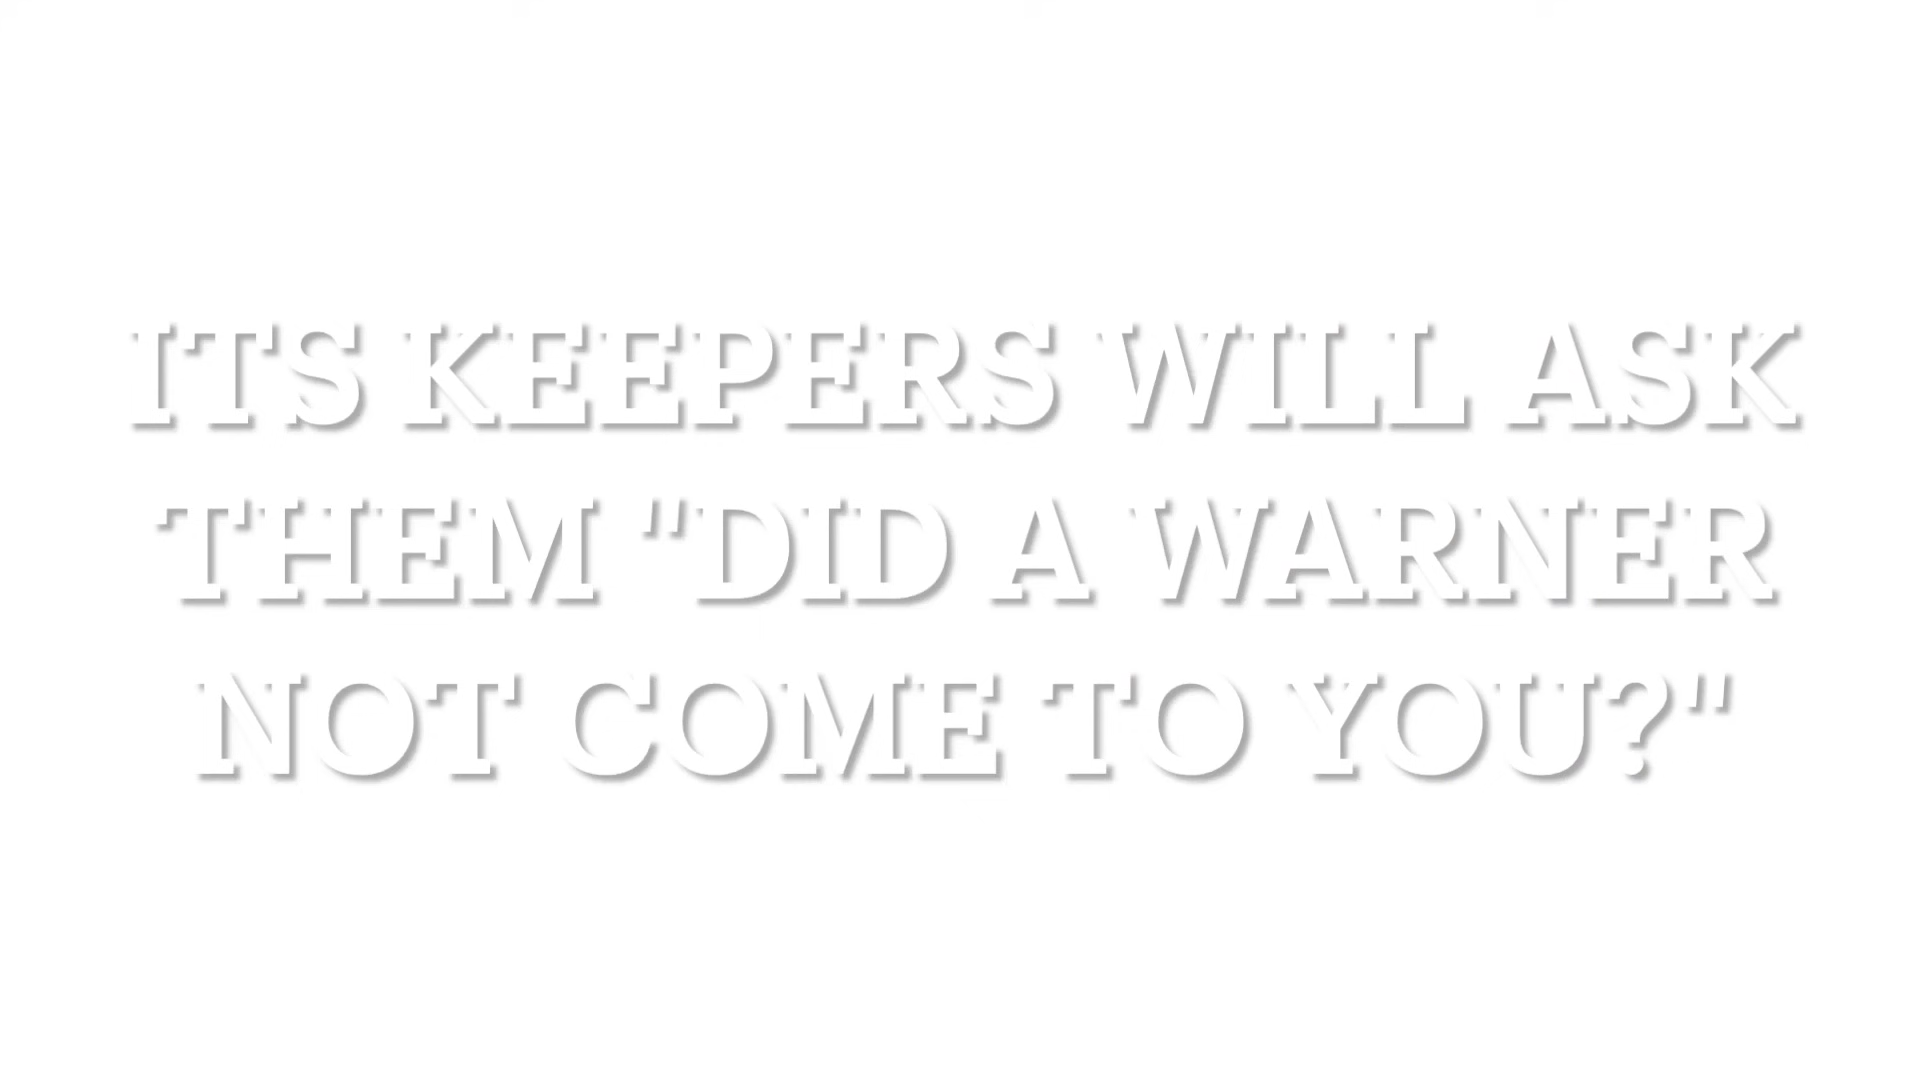 ITS KEEPERS WILL ASK
THEM "DID A WARNER
NOT COME TO YOU?"